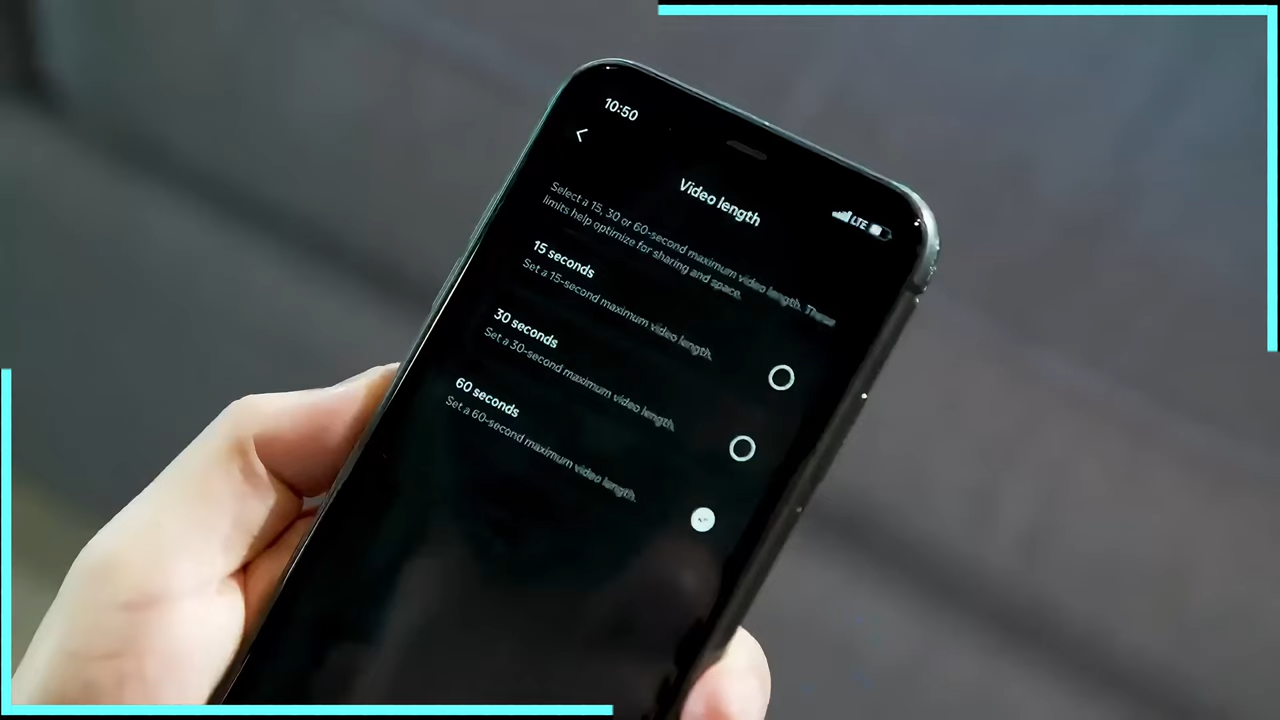 10:50
LTE
Video length
Select a 15, 30 or 60-second maximum video length. These
limits help optimize for sharing and space.
15 seconds
Set a 15-second maximum video length.
30 seconds
Set a 30-second maximum video length.
60 seconds
Set a 60-second maximum video length.